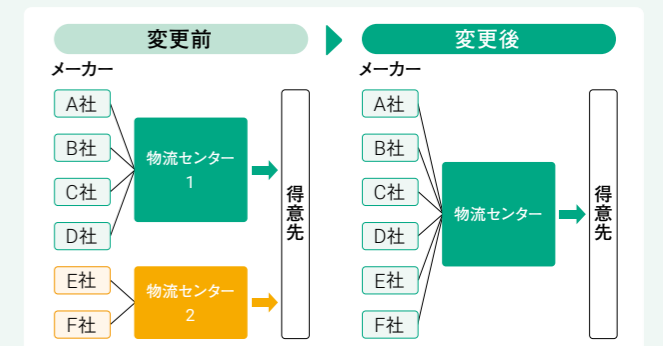 変更前
メーカー
A社
B社
C社
D社
E社
F社
物流センター
1
物流センター
2
得意先
変更後
メーカー
A社
B社
C社
D社
E社
F社
物流センター
得意先